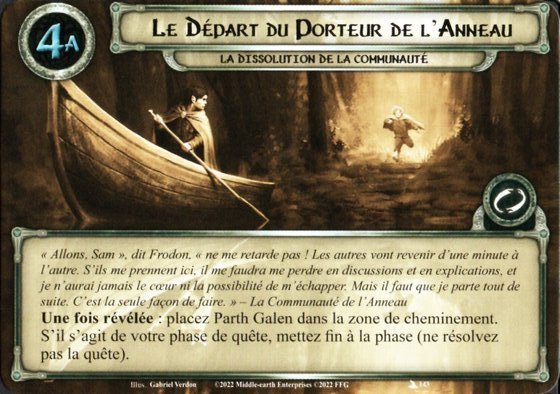 4A
Le Départ du Porteur de l'Anneau
La dissolution de la Communauté
« Allons, Sam », dit Frodon, « ne me retarde pas ! Les autres vont revenir d'une minute à
l'autre. S'ils me prennent ici, il me faudra me perdre en discussions et en explications, et
je n'aurai jamais le cœur ni la possibilité de m'échapper. Mais il faut que je parte tout de
suite. C'est la seule façon de faire. » – La Communauté de l'Anneau
Une fois révélée : placez Parth Galen dans la zone de cheminement.
S'il s'agit de votre phase de quête, mettez fin à la phase (ne résolvez
pas la quête).
Illus. Gabriel Verdon ©2022 Middle-earth Enterprises ©2022 FFG 143